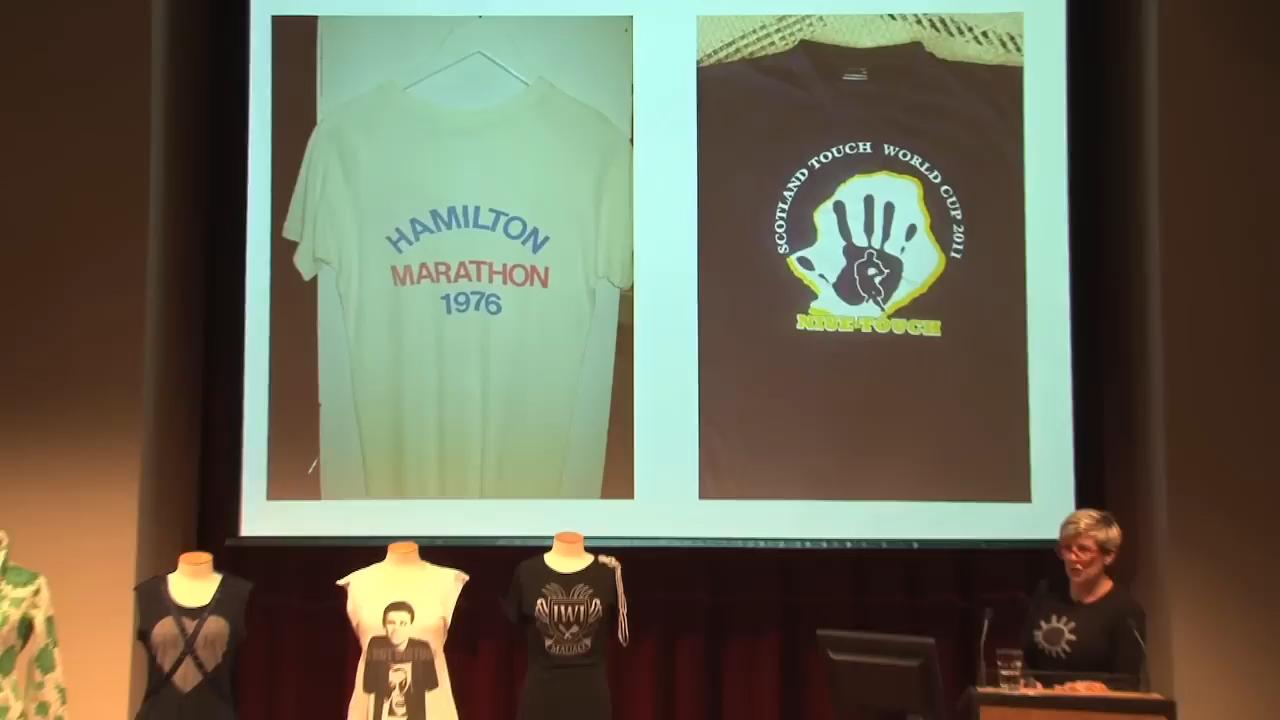 HAMILTON
MARATHON
1976
SCOTLAND TOUCH WORLD CUP 2011
NIUE TOUCH
IWI